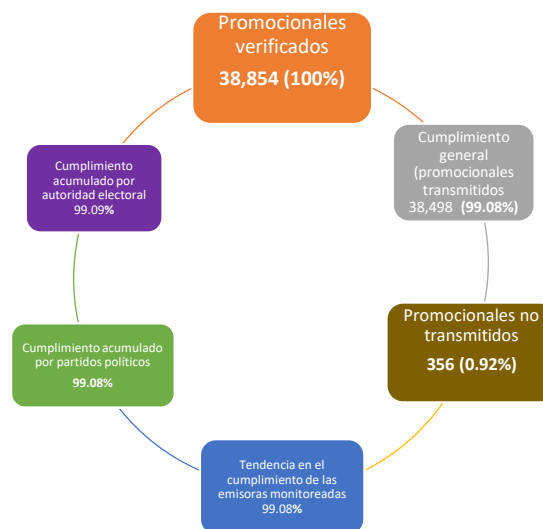 Promocionales
verificados
38,854 (100%)
Cumplimiento
general
(promocionales
transmitidos
38,498 (99.08%)
Promocionales no
transmitidos
356 (0.92%)
Tendencia en el
cumplimiento de las
emisoras monitoreadas
99.08%
Cumplimiento acumulado
por partidos políticos
99.08%
Cumplimiento
acumulado por
autoridad electoral
99.09%